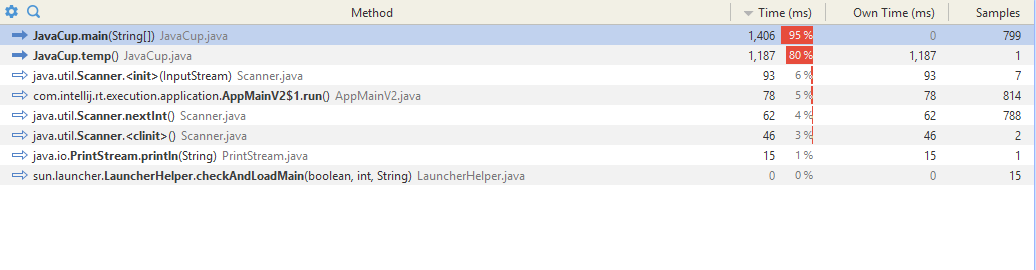 Method Time (ms) Own Time (ms) Samples
JavaCup.main(String[]) JavaCup.java 1,406 95 % 0 799
JavaCup.temp() JavaCup.java 1,187 80 % 1,187 1
java.util.Scanner.<init>(InputStream) Scanner.java 93 6 % 93 7
com.intellij.rt.execution.application.AppMainV2$1.run() AppMainV2.java 78 5 % 78 814
java.util.Scanner.nextInt() Scanner.java 62 4 % 62 788
java.util.Scanner.<clinit>() Scanner.java 46 3 % 46 2
java.io.PrintStream.println(String) PrintStream.java 15 1 % 15 1
sun.launcher.LauncherHelper.checkAndLoadMain(boolean, int, String) LauncherHelper.java 0 0 % 0 15